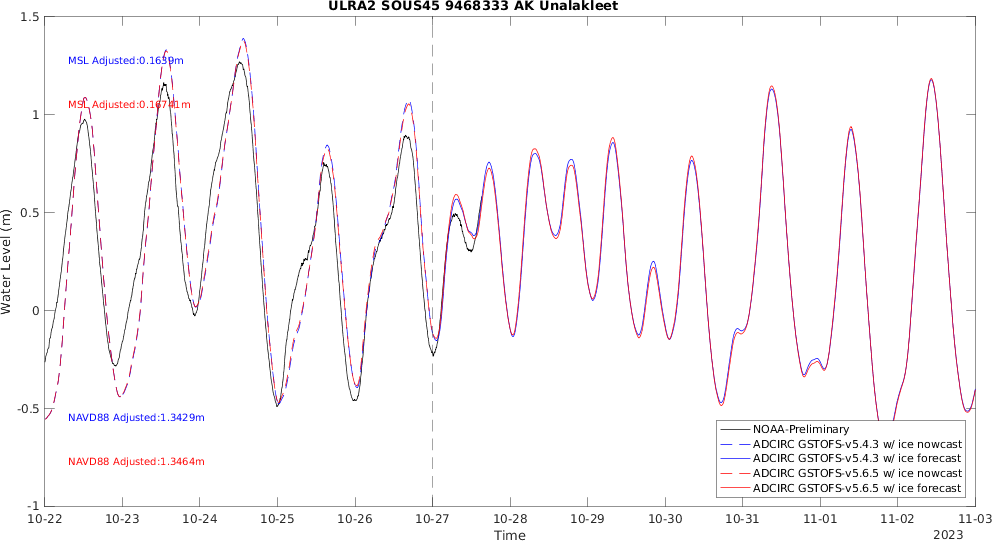 ULRA2 SOUS45 9468333 AK Unalakleet
Water Level (m)
1.5
1
0.5
0
-0.5
-1
MSL Adjusted:0.1639m
MSL Adjusted:0.16741m
NAVD88 Adjusted:1.3429m
NAVD88 Adjusted:1.3464m
NOAA-Preliminary
ADCIRC GSTOFS-v5.4.3 w/ ice nowcast
ADCIRC GSTOFS-v5.4.3 w/ ice forecast
ADCIRC GSTOFS-v5.6.5 w/ ice nowcast
ADCIRC GSTOFS-v5.6.5 w/ ice forecast
10-22 10-23 10-24 10-25 10-26 10-27 10-28 10-29 10-30 10-31 11-01 11-02 11-03
Time
2023